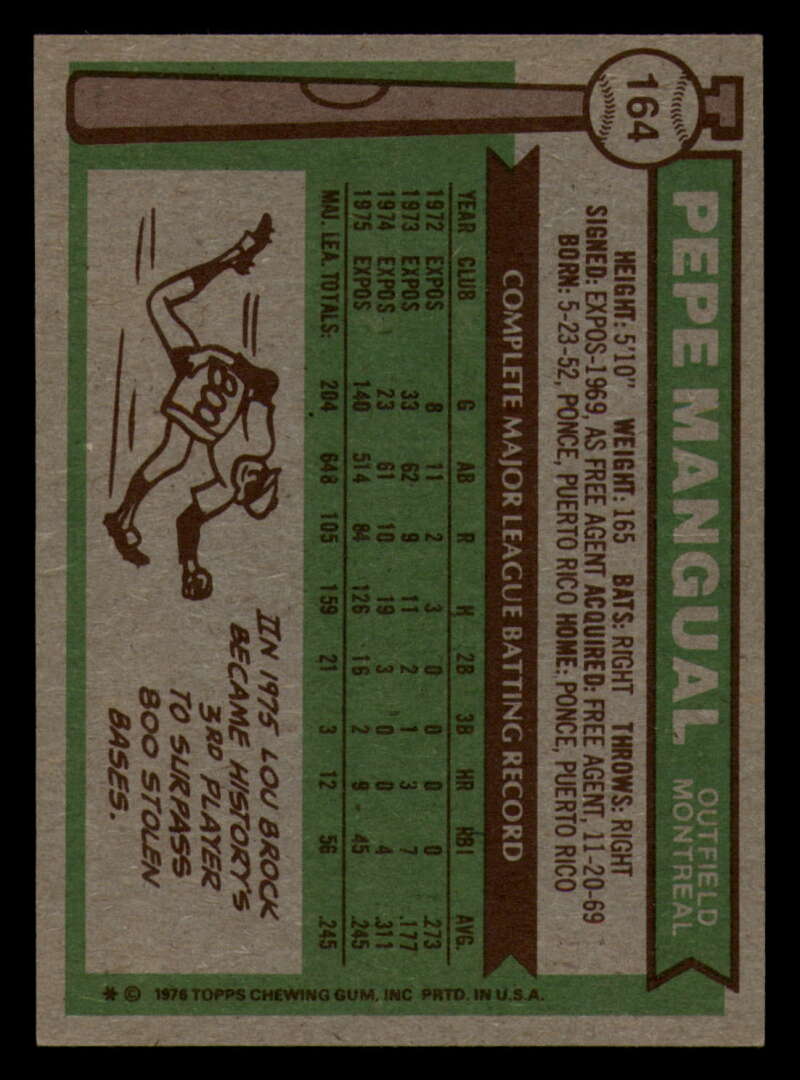 164
PEPE MANGUAL
OUTFIELD
MONTREAL
HEIGHT: 5'10" WEIGHT: 165 BATS: RIGHT THROWS: RIGHT
SIGNED: EXPOS-1969, AS FREE AGENT ACQUIRED: FREE AGENT, 11-20-69
BORN: 5-23-52, PONCE, PUERTO RICO HOME: PONCE, PUERTO RICO
COMPLETE MAJOR LEAGUE BATTING RECORD
YEAR CLUB G AB R H 2B 3B HR RBI AVG.
1972 EXPOS 8 11 2 3 0 0 0 0 .273
1973 EXPOS 33 62 9 11 2 1 3 7 .177
1974 EXPOS 23 61 10 19 3 0 0 4 .311
1975 EXPOS 140 514 84 126 16 2 9 45 .245
MAJ. LEA. TOTALS: 204 648 105 159 21 3 12 56 .245
800
IN 1975 LOU BROCK
BECAME HISTORY'S
3RD PLAYER
TO SURPASS
800 STOLEN
BASES.
* © 1976 TOPPS CHEWING GUM, INC PRTD. IN U.S.A.